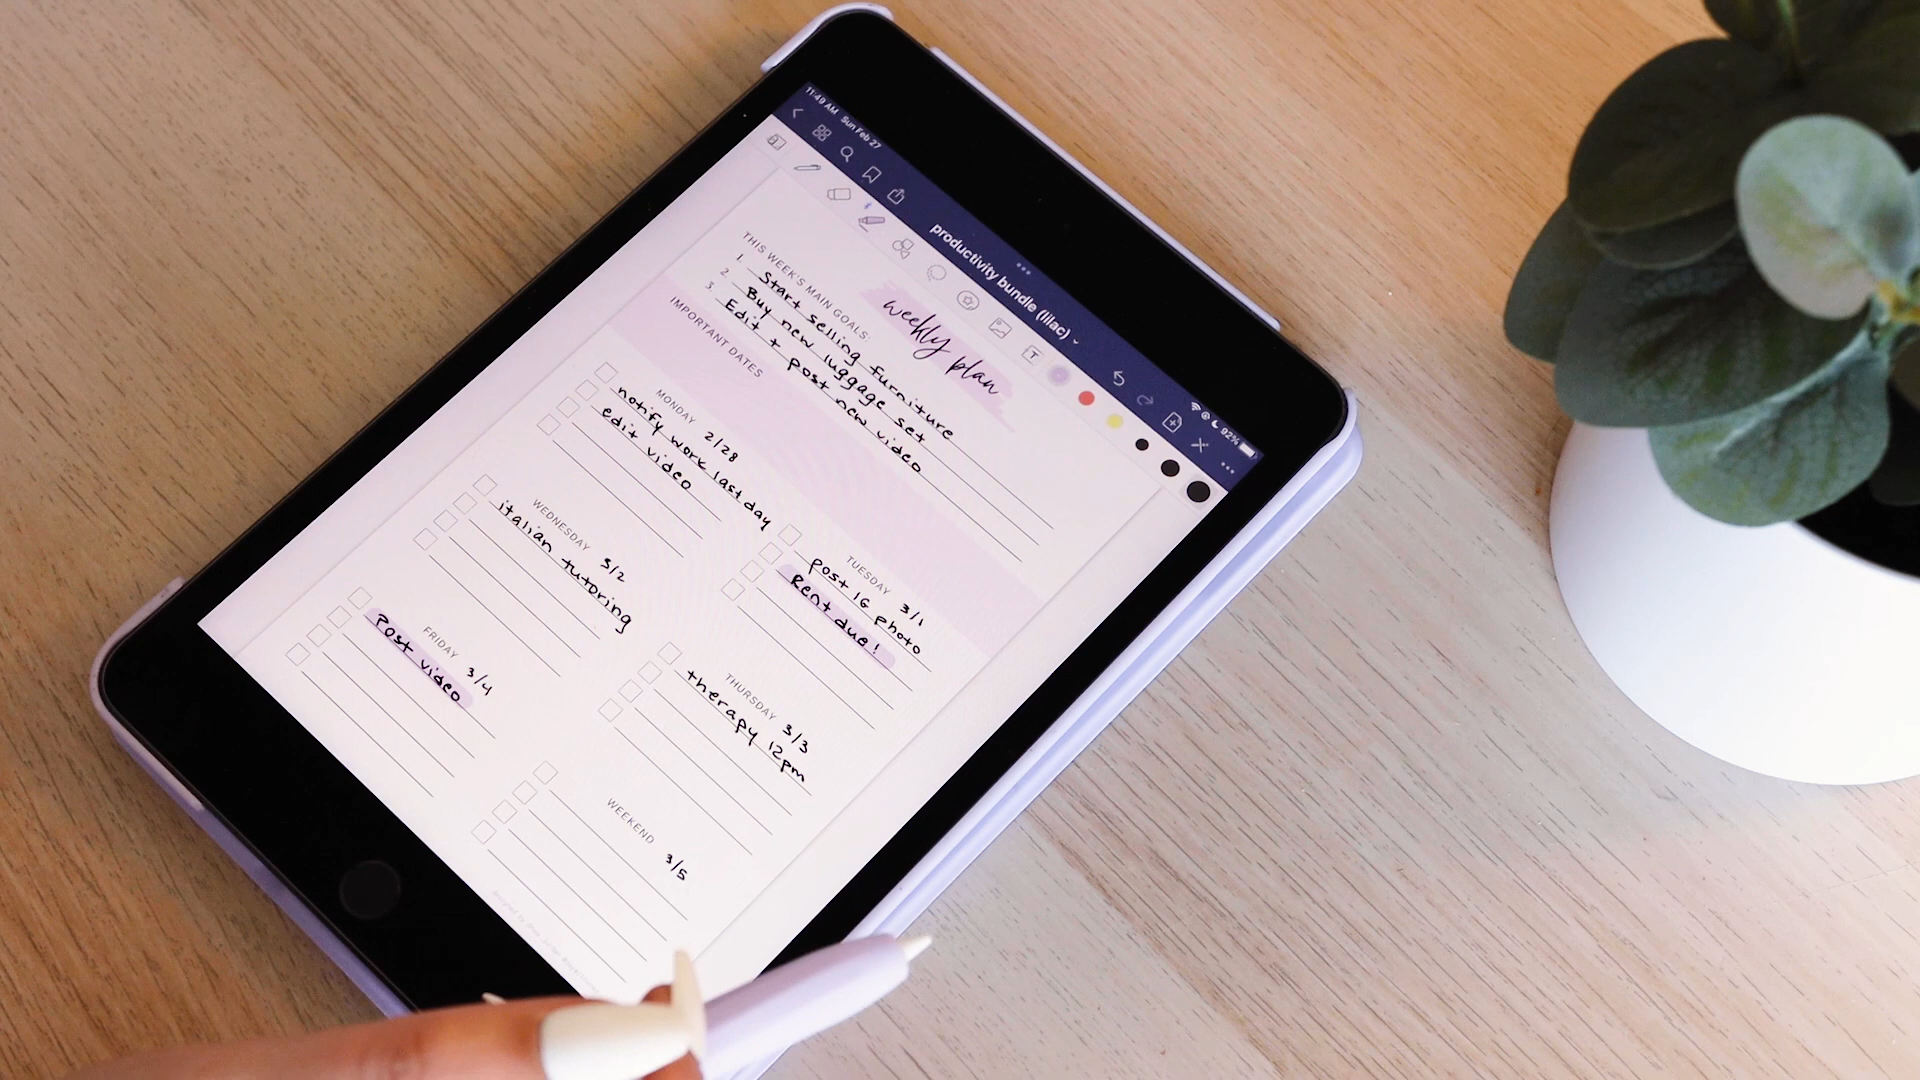 11:49 AM Sun Feb 27
92%
productivity bundle (lilac)
T
weekly plan
THIS WEEK'S MAIN GOALS:
1. Start selling furniture
2. Buy new luggage set
3. Edit + post new video
IMPORTANT DATES
MONDAY 2/28
notify work last day
edit video
TUESDAY 3/1
post IG photo
Rent due!
WEDNESDAY 3/2
italian tutoring
THURSDAY 3/3
therapy 12pm
FRIDAY 3/4
Post video
WEEKEND 3/5